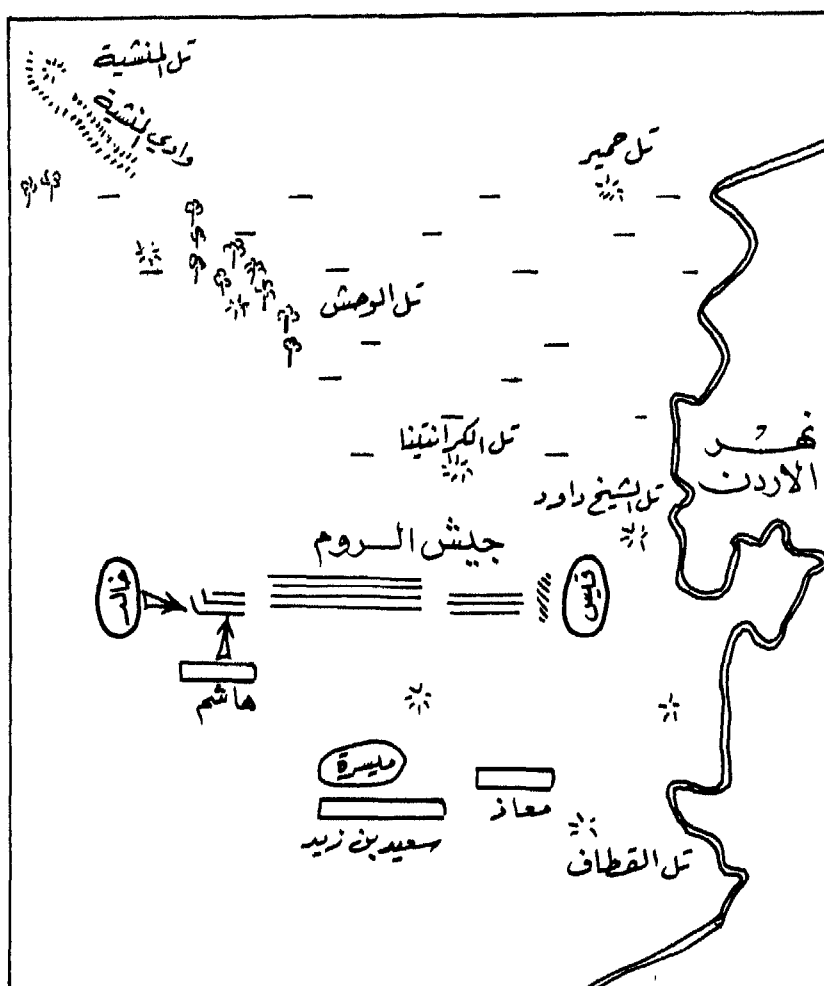 تل المنشية
وادي المنشية
تل حمير
تل الوحش
تل الكرانتينا
نهر
الاردن
تل الشيخ داود
جيش الروم
خالد
قيس
هاشم
ميسرة
معاذ
سعيد بن زيد
تل القطاف